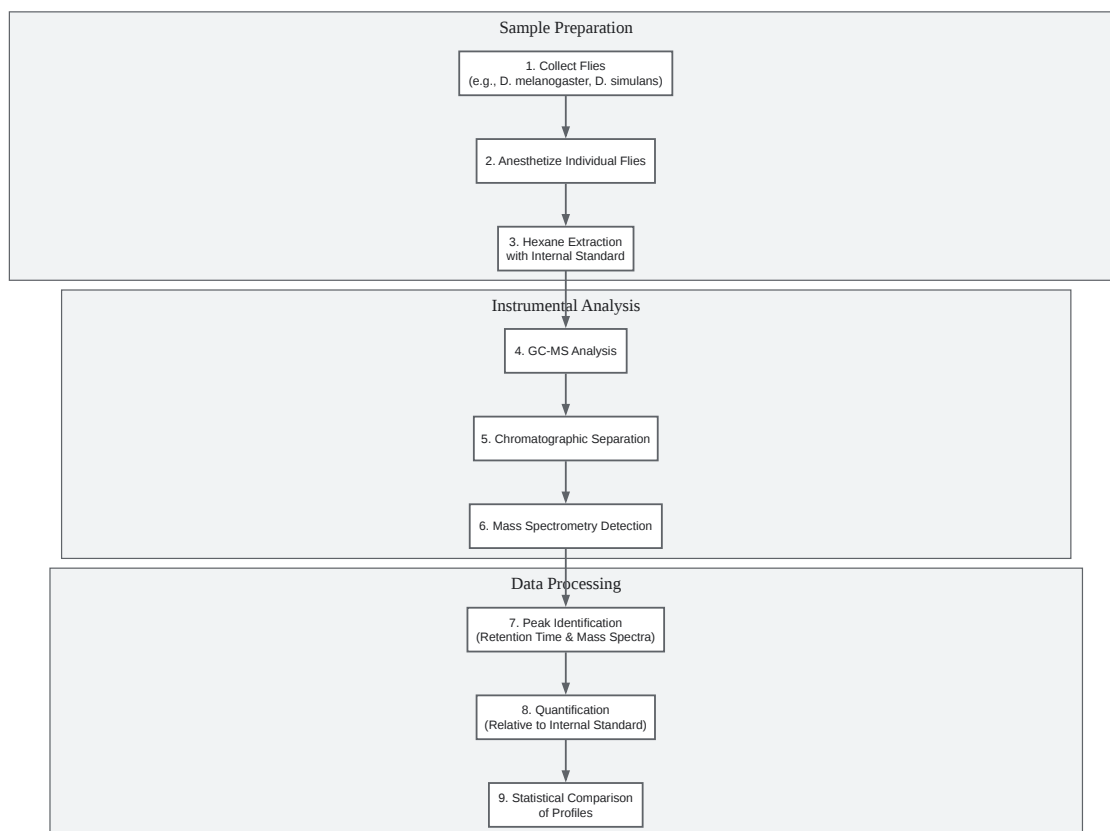 Sample Preparation
1. Collect Flies
(e.g., D. melanogaster, D. simulans)
2. Anesthetize Individual Flies
3. Hexane Extraction
with Internal Standard
Instrumental Analysis
4. GC-MS Analysis
5. Chromatographic Separation
6. Mass Spectrometry Detection
Data Processing
7. Peak Identification
(Retention Time & Mass Spectra)
8. Quantification
(Relative to Internal Standard)
9. Statistical Comparison
of Profiles